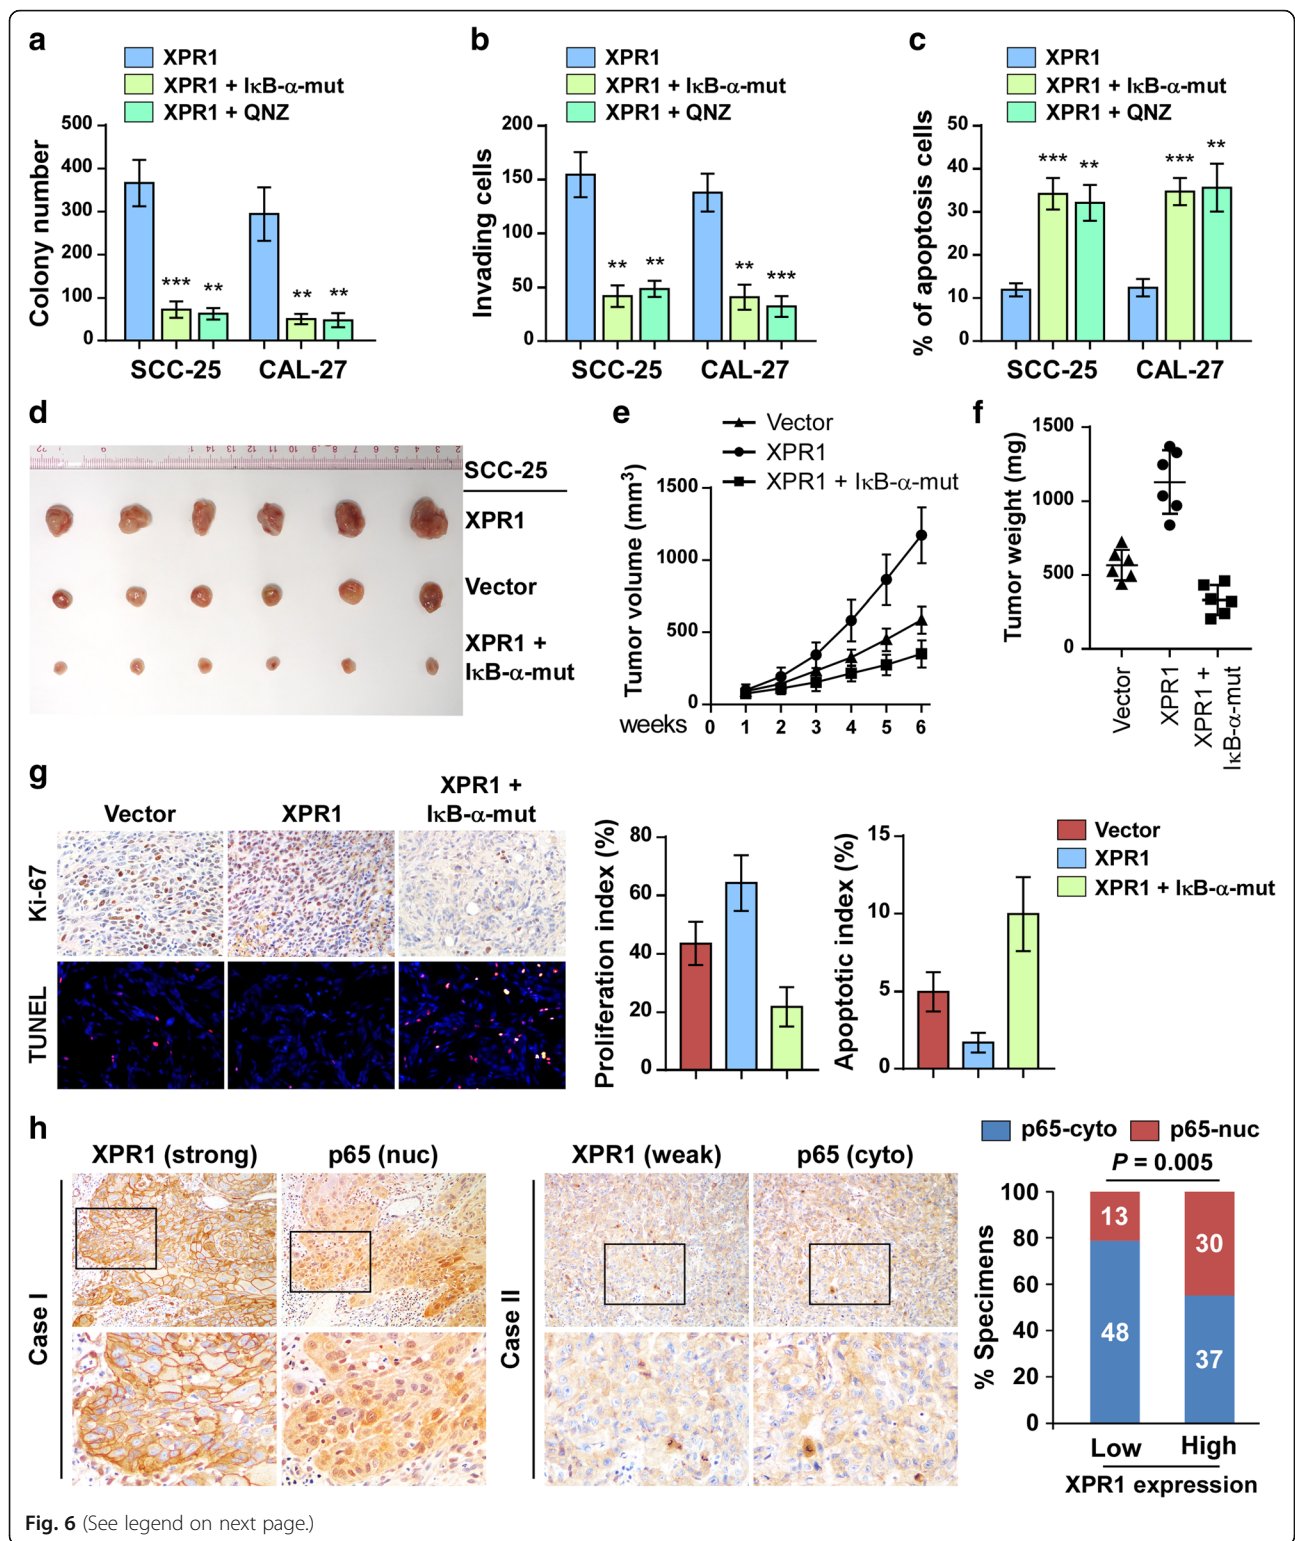 a
XPR1
XPR1 + IκB-α-mut
XPR1 + QNZ
Colony number
500
400
300
200
100
0
***
**
**
**
SCC-25
CAL-27
b
XPR1
XPR1 + IκB-α-mut
XPR1 + QNZ
Invading cells
200
150
100
50
0
**
**
**
***
SCC-25
CAL-27
c
XPR1
XPR1 + IκB-α-mut
XPR1 + QNZ
% of apoptosis cells
50
40
30
20
10
0
***
**
***
**
SCC-25
CAL-27
d
SCC-25
XPR1
Vector
XPR1 +
IκB-α-mut
e
Vector
XPR1
XPR1 + IκB-α-mut
Tumor volume (mm³)
1500
1000
500
0
weeks 0 1 2 3 4 5 6
f
Tumor weight (mg)
1500
1000
500
0
Vector
XPR1
XPR1 +
IκB-α-mut
g
Vector
XPR1
XPR1 +
IκB-α-mut
Ki-67
TUNEL
Proliferation index (%)
80
60
40
20
0
Apoptotic index (%)
15
10
5
0
Vector
XPR1
XPR1 + IκB-α-mut
h
XPR1 (strong)
p65 (nuc)
Case I
XPR1 (weak)
p65 (cyto)
Case II
p65-cyto
p65-nuc
P = 0.005
% Specimens
100
80
60
40
20
0
13
48
30
37
Low
High
XPR1 expression
Fig. 6 (See legend on next page.)